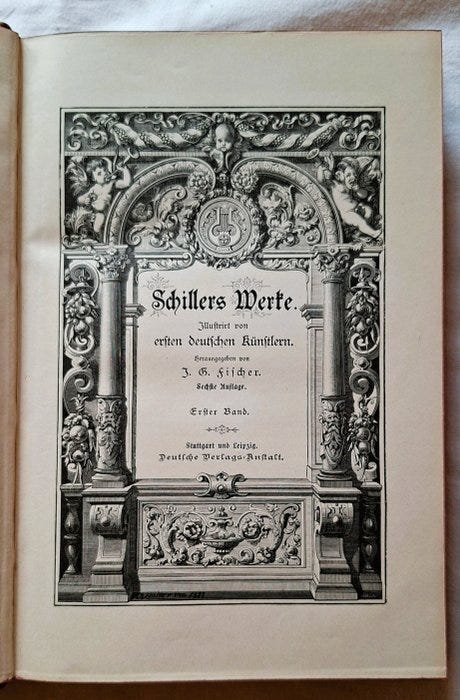 Schillers Werke.
Illustrirt von
ersten deutschen Künstlern.
Herausgegeben von
J. G. Fischer.
Sechste Auflage.
Erster Band.
Stuttgart und Leipzig.
Deutsche Verlags-Anstalt.